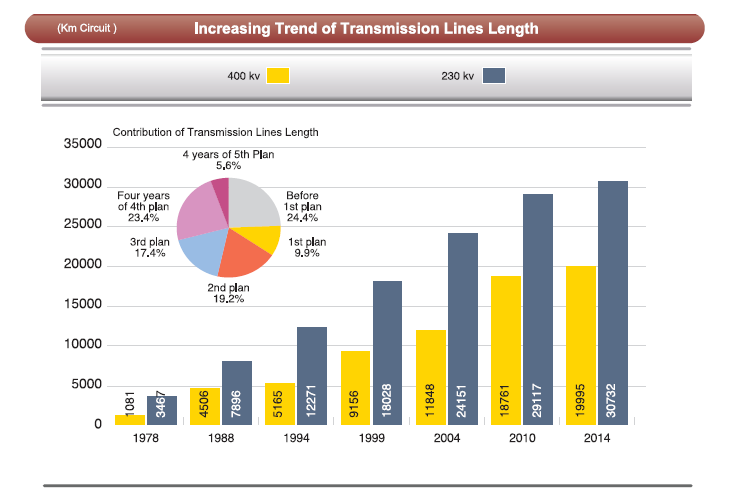 (Km Circuit )
Increasing Trend of Transmission Lines Length
400 kv
230 kv
Contribution of Transmission Lines Length
4 years of 5th Plan
5.6%
Four years
of 4th plan
23.4%
Before
1st plan
24.4%
3rd plan
17.4%
1st plan
9.9%
2nd plan
19.2%
35000
30000
25000
20000
15000
10000
5000
0
1081
3467
4506
7896
5165
12271
9156
18028
11848
24151
18761
29117
19995
30732
1978
1988
1994
1999
2004
2010
2014